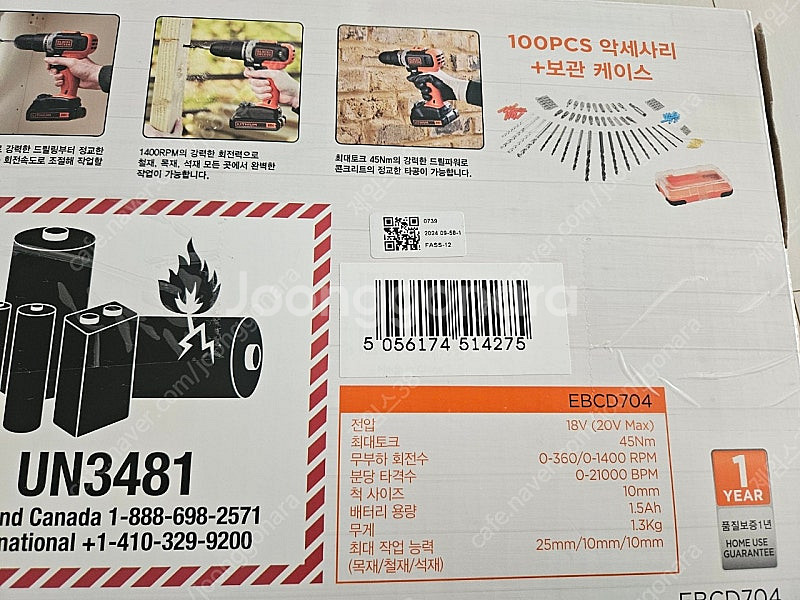 100PCS 악세사리
+보관 케이스
강력한 드릴링부터 정교한
회전속도로 조절해 작업할
1400RPM의 강력한 회전력으로
철재, 목재, 석재 모든 곳에서 완벽한
작업이 가능합니다.
최대토크 45Nm의 강력한 드릴파워로
콘크리트의 정교한 타공이 가능합니다.
0739
2024 09-58-1
FASS-12
Joonggonara
5 056174 514275
EBCD704
전압 18V (20V Max)
최대토크 45Nm
무부하 회전수 0-360/0-1400 RPM
분당 타격수 0-21000 BPM
척 사이즈 10mm
배터리 용량 1.5Ah
무게 1.3Kg
최대 작업 능력 25mm/10mm/10mm
(목재/철재/석재)
UN3481
nd Canada 1-888-698-2571
national +1-410-329-9200
1
YEAR
품질보증1년
HOME USE
GUARANTEE
EBCD704